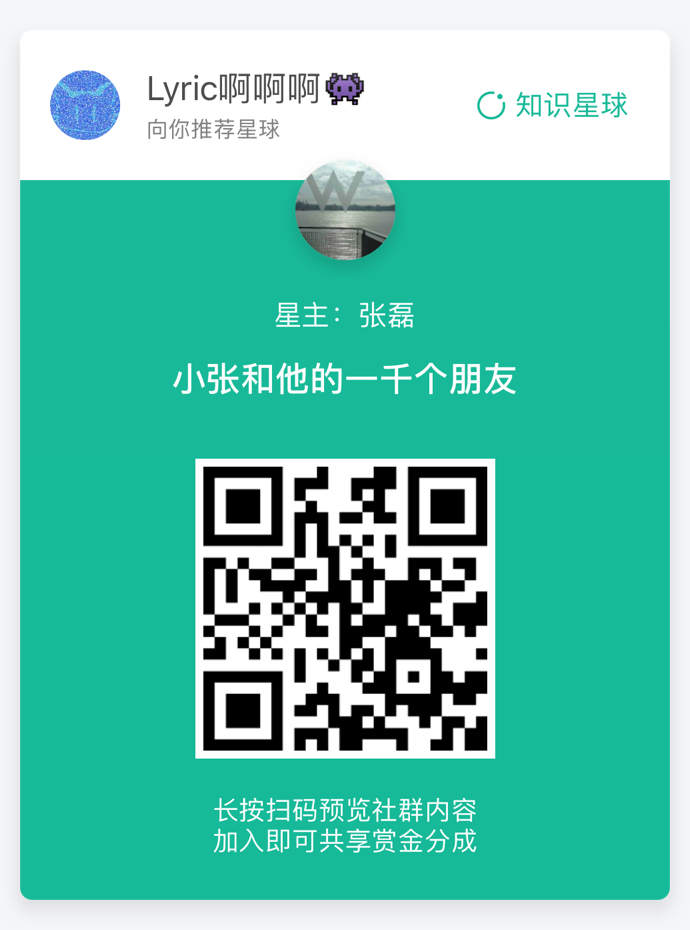 Lyric啊啊啊👾
向你推荐星球
知识星球
W
星主：张磊
小张和他的一千个朋友
长按扫码预览社群内容
加入即可共享赏金分成